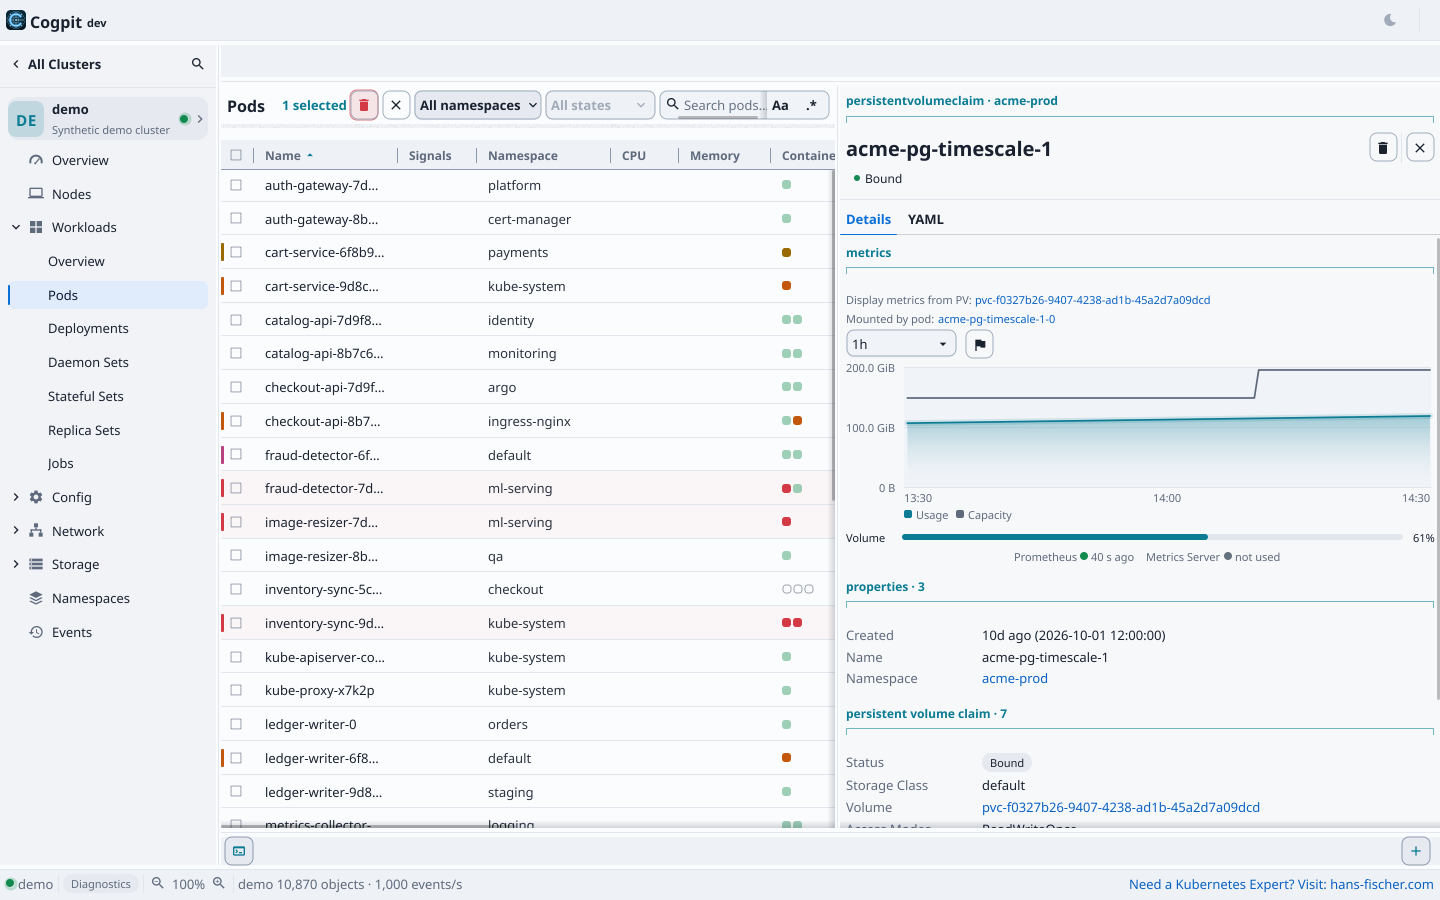 Cogpit dev
All Clusters
DE
demo
Synthetic demo cluster
Overview
Nodes
Workloads
Overview
Pods
Deployments
Daemon Sets
Stateful Sets
Replica Sets
Jobs
Config
Network
Storage
Namespaces
Events
Pods 1 selected All namespaces All states Search pods... Aa .*
Name Signals Namespace CPU Memory Containe
auth-gateway-7d... platform
auth-gateway-8b... cert-manager
cart-service-6f8b9... payments
cart-service-9d8c... kube-system
catalog-api-7d9f8... identity
catalog-api-8b7c6... monitoring
checkout-api-7d9f... argo
checkout-api-8b7... ingress-nginx
fraud-detector-6f... default
fraud-detector-7d... ml-serving
image-resizer-7d... ml-serving
image-resizer-8b... qa
inventory-sync-5c... checkout
inventory-sync-9d... kube-system
kube-apiserver-co... kube-system
kube-proxy-x7k2p kube-system
ledger-writer-0 orders
ledger-writer-6f8... default
ledger-writer-9d8... staging
metrics-collector- logging
persistentvolumeclaim · acme-prod
acme-pg-timescale-1
Bound
Details YAML
metrics
Display metrics from PV: pvc-f0327b26-9407-4238-ad1b-45a2d7a09dcd
Mounted by pod: acme-pg-timescale-1-0
1h
200.0 GiB
100.0 GiB
0 B
13:30 14:00 14:30
Usage Capacity
Volume 61%
Prometheus 40 s ago Metrics Server not used
properties · 3
Created 10d ago (2026-10-01 12:00:00)
Name acme-pg-timescale-1
Namespace acme-prod
persistent volume claim · 7
Status Bound
Storage Class default
Volume pvc-f0327b26-9407-4238-ad1b-45a2d7a09dcd
Access Modes ReadWriteOnce
demo Diagnostics 100% demo 10,870 objects · 1,000 events/s
Need a Kubernetes Expert? Visit: hans-fischer.com